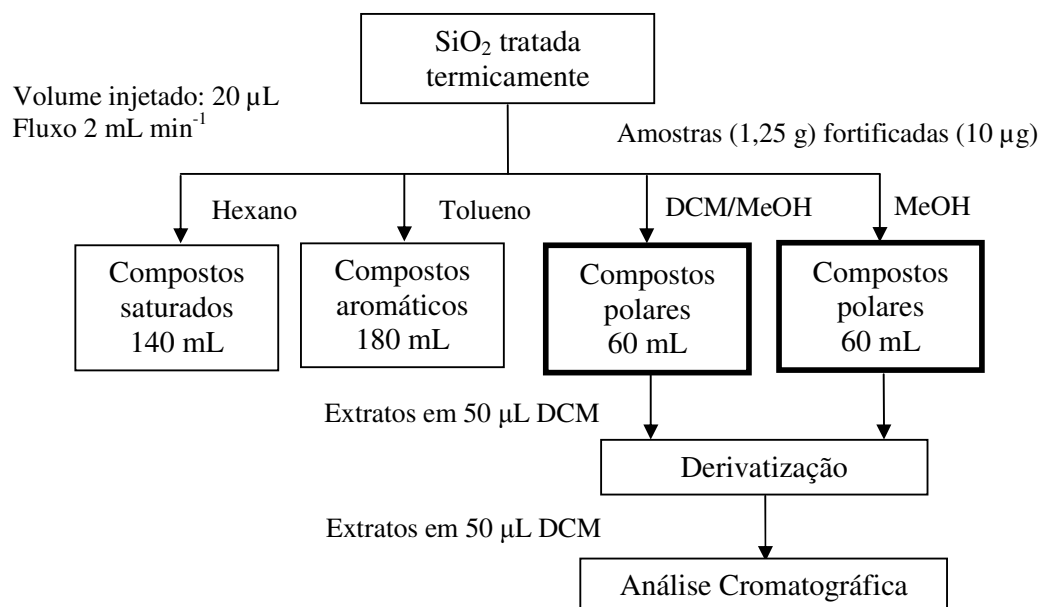 SiO₂ tratada
termicamente
Volume injetado: 20 µL
Fluxo 2 mL min⁻¹
Amostras (1,25 g) fortificadas (10 µg)
Hexano
Tolueno
DCM/MeOH
MeOH
Compostos
saturados
140 mL
Compostos
aromáticos
180 mL
Compostos
polares
60 mL
Compostos
polares
60 mL
Extratos em 50 µL DCM
Derivatização
Extratos em 50 µL DCM
Análise Cromatográfica